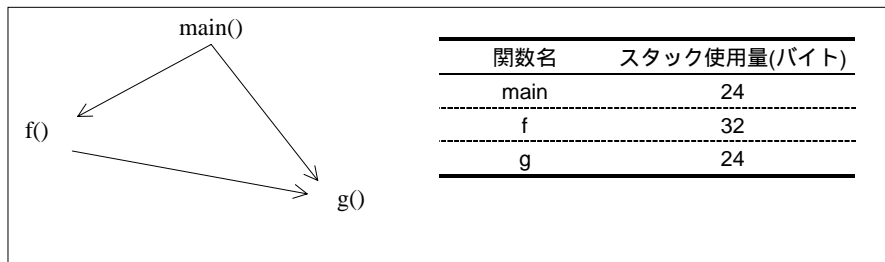 main()
f()
g()
関数名 スタック使用量(バイト)
main 24
f 32
g 24